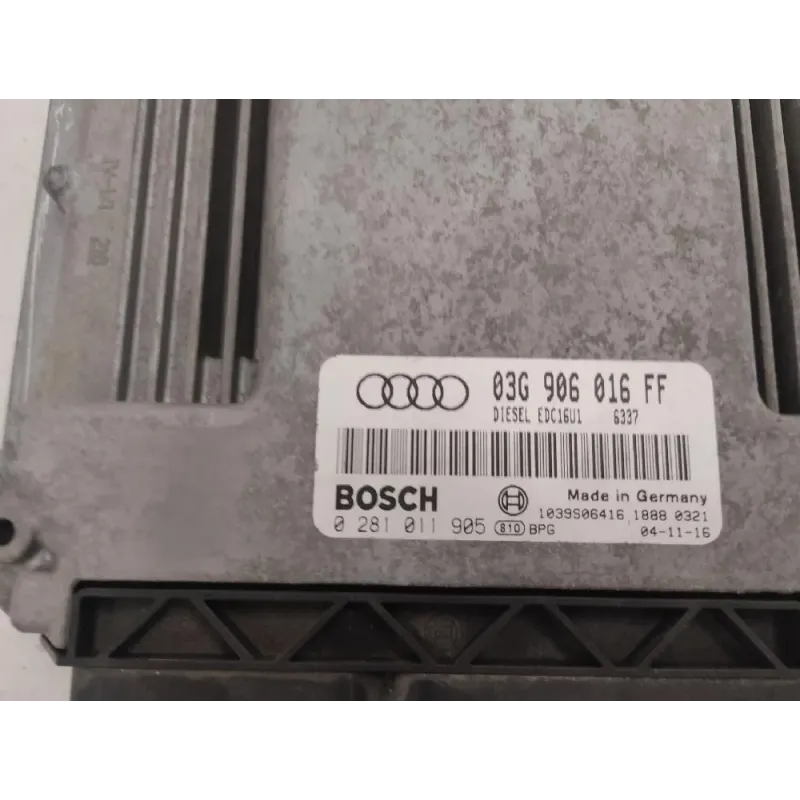 03G 906 016 FF
DIESEL EDC16U1 6337
BOSCH
Made in Germany
1039S06416 1888 0321
0 281 011 905 810 BPG
04-11-16